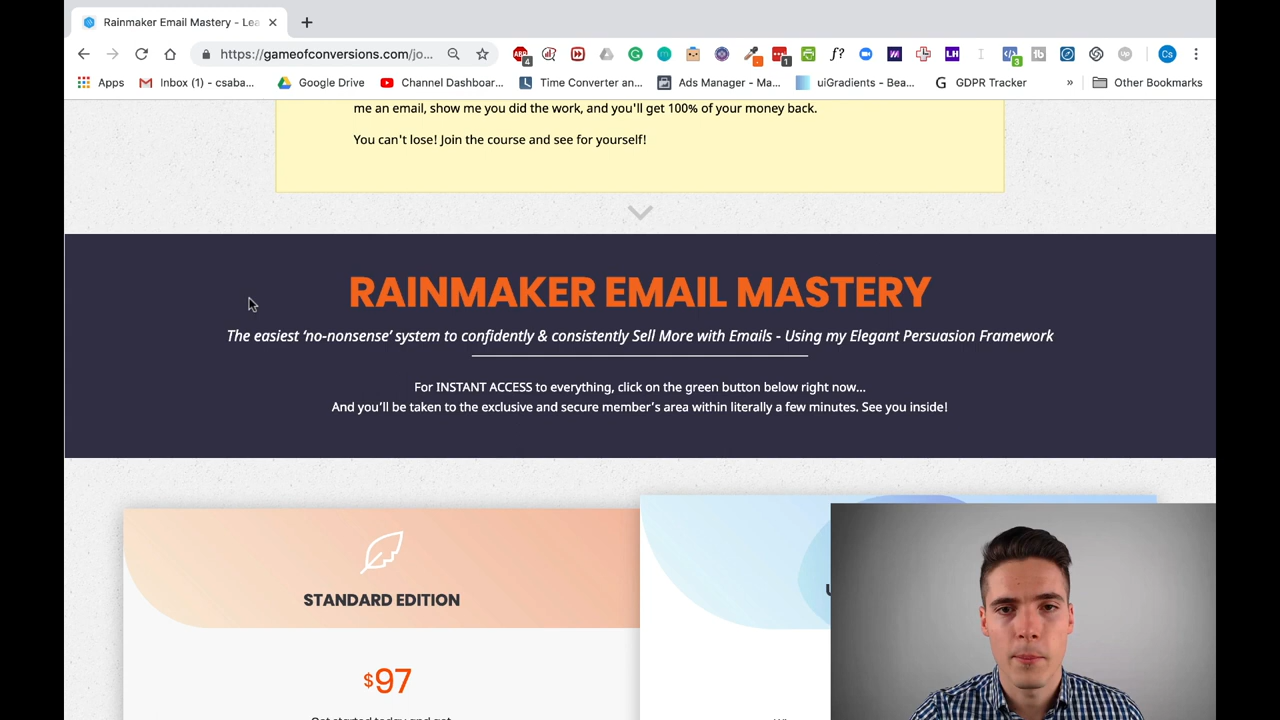 Rainmaker Email Mastery - Lea
https://gameofconversions.com/jo...
Apps
Inbox (1) - csaba...
Google Drive
Channel Dashboar...
Time Converter an...
Ads Manager - Ma...
uiGradients - Bea...
GDPR Tracker
»
Other Bookmarks
me an email, show me you did the work, and you'll get 100% of your money back.
You can't lose! Join the course and see for yourself!
RAINMAKER EMAIL MASTERY
The easiest ‘no-nonsense’ system to confidently & consistently Sell More with Emails - Using my Elegant Persuasion Framework
For INSTANT ACCESS to everything, click on the green button below right now...
And you’ll be taken to the exclusive and secure member’s area within literally a few minutes. See you inside!
STANDARD EDITION
$97